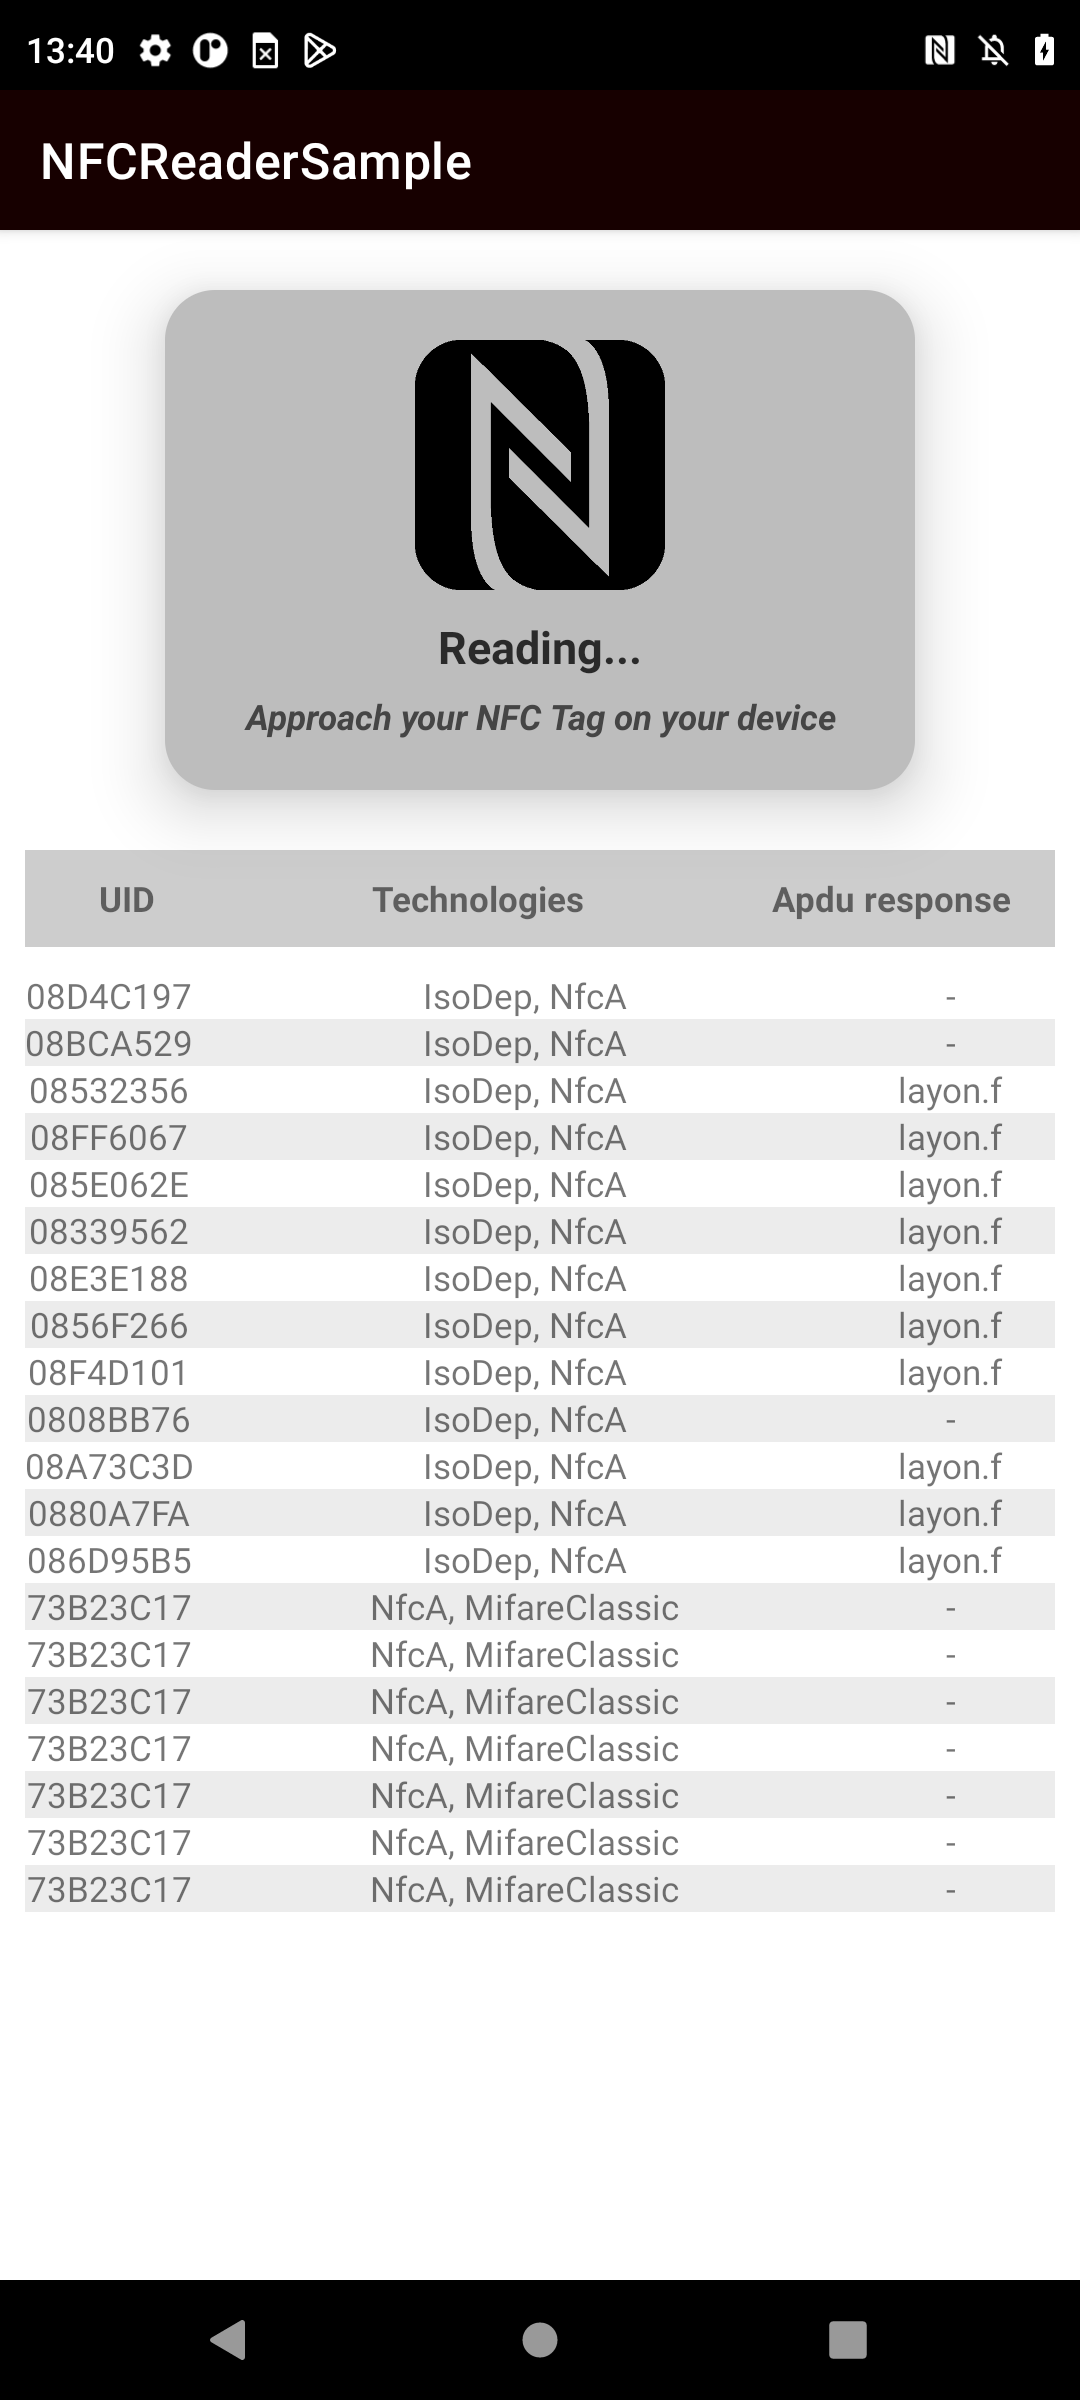 13:40
NFCReaderSample
Reading...
Approach your NFC Tag on your device
UID Technologies Apdu response
08D4C197 IsoDep, NfcA -
08BCA529 IsoDep, NfcA -
08532356 IsoDep, NfcA layon.f
08FF6067 IsoDep, NfcA layon.f
085E062E IsoDep, NfcA layon.f
08339562 IsoDep, NfcA layon.f
08E3E188 IsoDep, NfcA layon.f
0856F266 IsoDep, NfcA layon.f
08F4D101 IsoDep, NfcA layon.f
0808BB76 IsoDep, NfcA -
08A73C3D IsoDep, NfcA layon.f
0880A7FA IsoDep, NfcA layon.f
086D95B5 IsoDep, NfcA layon.f
73B23C17 NfcA, MifareClassic -
73B23C17 NfcA, MifareClassic -
73B23C17 NfcA, MifareClassic -
73B23C17 NfcA, MifareClassic -
73B23C17 NfcA, MifareClassic -
73B23C17 NfcA, MifareClassic -
73B23C17 NfcA, MifareClassic -